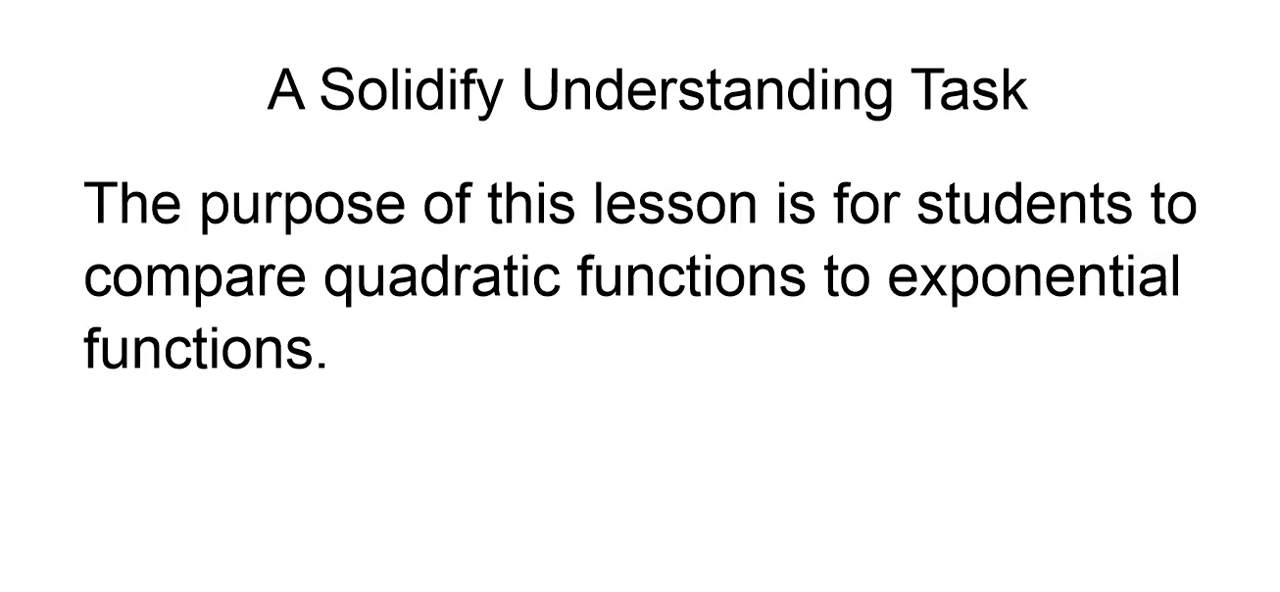 A Solidify Understanding Task
The purpose of this lesson is for students to
compare quadratic functions to exponential
functions.